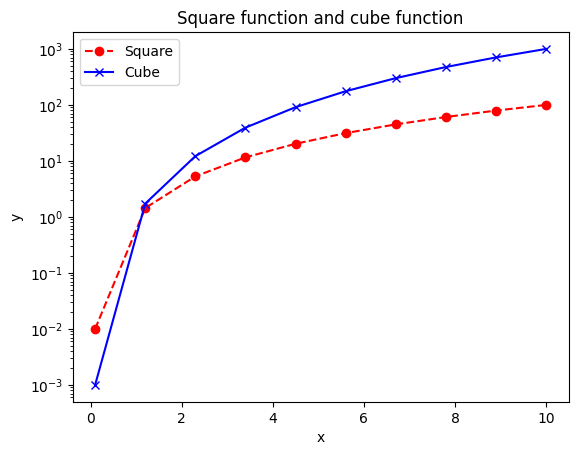 Square function and cube function
Square
Cube
10³
10²
10¹
10⁰
10⁻¹
10⁻²
10⁻³
y
0 2 4 6 8 10
x